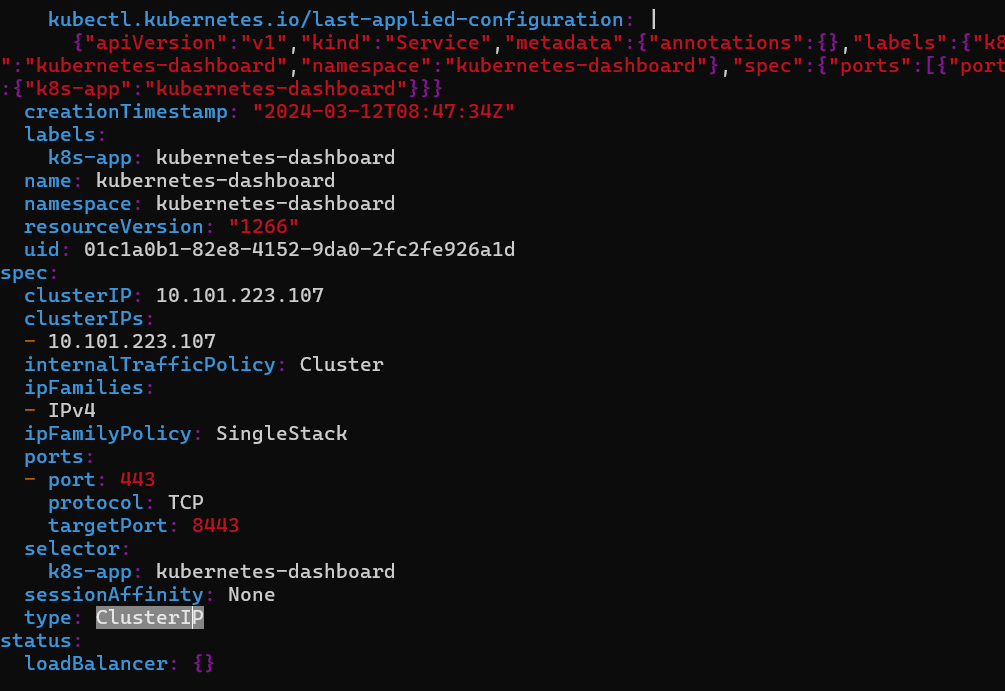 kubectl.kubernetes.io/last-applied-configuration: |
      {"apiVersion":"v1","kind":"Service","metadata":{"annotations":{},"labels":{"k8
":"kubernetes-dashboard","namespace":"kubernetes-dashboard"},"spec":{"ports":[{"port
:{"k8s-app":"kubernetes-dashboard"}}}
  creationTimestamp: "2024-03-12T08:47:34Z"
  labels:
    k8s-app: kubernetes-dashboard
  name: kubernetes-dashboard
  namespace: kubernetes-dashboard
  resourceVersion: "1266"
  uid: 01c1a0b1-82e8-4152-9da0-2fc2fe926a1d
spec:
  clusterIP: 10.101.223.107
  clusterIPs:
  - 10.101.223.107
  internalTrafficPolicy: Cluster
  ipFamilies:
  - IPv4
  ipFamilyPolicy: SingleStack
  ports:
  - port: 443
    protocol: TCP
    targetPort: 8443
  selector:
    k8s-app: kubernetes-dashboard
  sessionAffinity: None
  type: ClusterIP
status:
  loadBalancer: {}